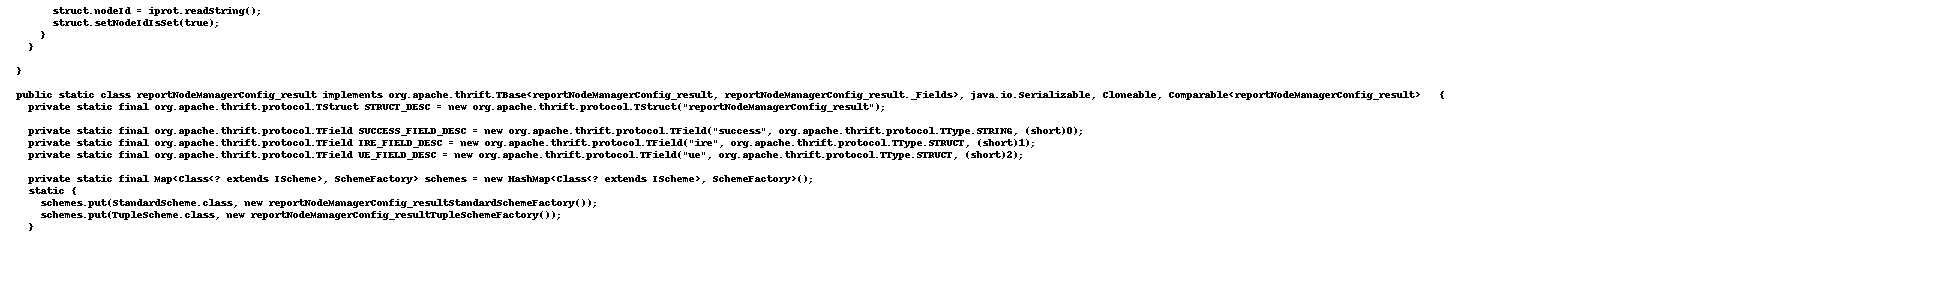 struct.nodeId = iprot.readString();
struct.setNodeIdIsSet(true);
}
}
}
public static class reportNodeManagerConfig_result implements org.apache.thrift.TBase<reportNodeManagerConfig_result, reportNodeManagerConfig_result._Fields>, java.io.Serializable, Cloneable, Comparable<reportNodeManagerConfig_result>   {
private static final org.apache.thrift.protocol.TStruct STRUCT_DESC = new org.apache.thrift.protocol.TStruct("reportNodeManagerConfig_result");
private static final org.apache.thrift.protocol.TField SUCCESS_FIELD_DESC = new org.apache.thrift.protocol.TField("success", org.apache.thrift.protocol.TType.STRING, (short)0);
private static final org.apache.thrift.protocol.TField IRE_FIELD_DESC = new org.apache.thrift.protocol.TField("ire", org.apache.thrift.protocol.TType.STRUCT, (short)1);
private static final org.apache.thrift.protocol.TField UE_FIELD_DESC = new org.apache.thrift.protocol.TField("ue", org.apache.thrift.protocol.TType.STRUCT, (short)2);
private static final Map<Class<? extends IScheme>, SchemeFactory> schemes = new HashMap<Class<? extends IScheme>, SchemeFactory>();
static {
schemes.put(StandardScheme.class, new reportNodeManagerConfig_resultStandardSchemeFactory());
schemes.put(TupleScheme.class, new reportNodeManagerConfig_resultTupleSchemeFactory());
}